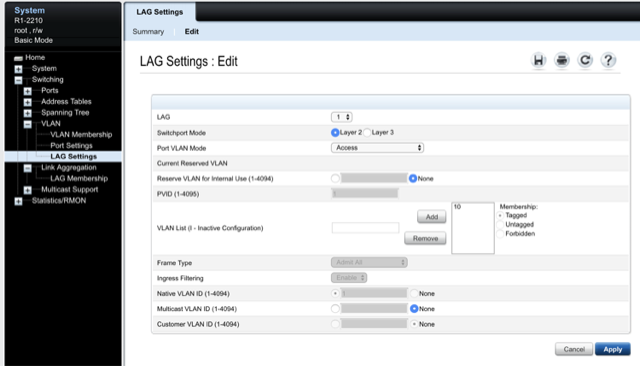 System
R1-2210
root , r/w
Basic Mode
Home
System
Switching
Ports
Address Tables
Spanning Tree
VLAN
VLAN Membership
Port Settings
LAG Settings
Link Aggregation
LAG Membership
Multicast Support
Statistics/RMON
LAG Settings
Summary Edit
LAG Settings : Edit
LAG 1
Switchport Mode Layer 2 Layer 3
Port VLAN Mode Access
Current Reserved VLAN
Reserve VLAN for Internal Use (1-4094) None
PVID (1-4095)
VLAN List (I - Inactive Configuration) Add Remove 10
Membership:
Tagged
Untagged
Forbidden
Frame Type Admit All
Ingress Filtering Enable
Native VLAN ID (1-4094) 1 None
Multicast VLAN ID (1-4094) None
Customer VLAN ID (1-4094) None
Cancel Apply